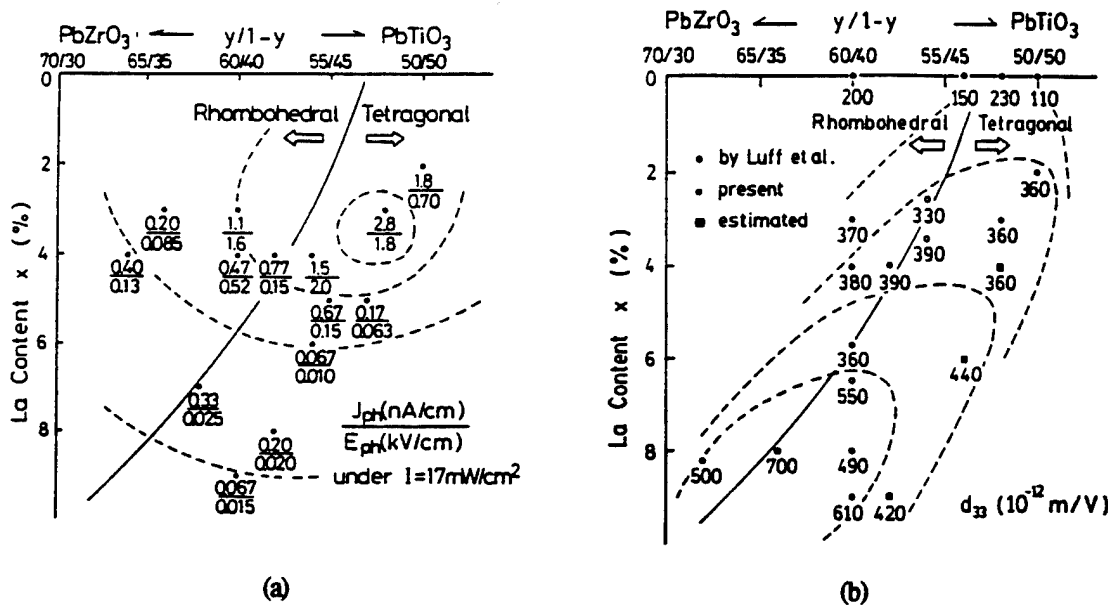 PbZrO₃ ← y/1-y → PbTiO₃
70/30 65/35 60/40 55/45 50/50
0
Rhombohedral Tetragonal
2
1.8
0.70
0.20
0.085
1.1
1.6
2.8
1.8
4
0.40
0.13
0.47
0.52
0.77
0.15
1.5
2.0
0.67
0.15
0.17
0.063
6
0.067
0.010
0.33
0.025
8
0.20
0.020
0.067
0.015
La Content x (%)
Jph(nA/cm)
Eph(kV/cm)
under I=17mW/cm²
(a)
PbZrO₃ ← y/1-y → PbTiO₃
70/30 65/35 60/40 55/45 50/50
0
200 150 230 110
Rhombohedral Tetragonal
• by Luff et al.
• present
■ estimated
2
360
330
370 360
390
4
380 390 360
6
360
440
550
8
500 700 490
610 420
La Content x (%)
d₃₃ (10⁻¹² m/V)
(b)